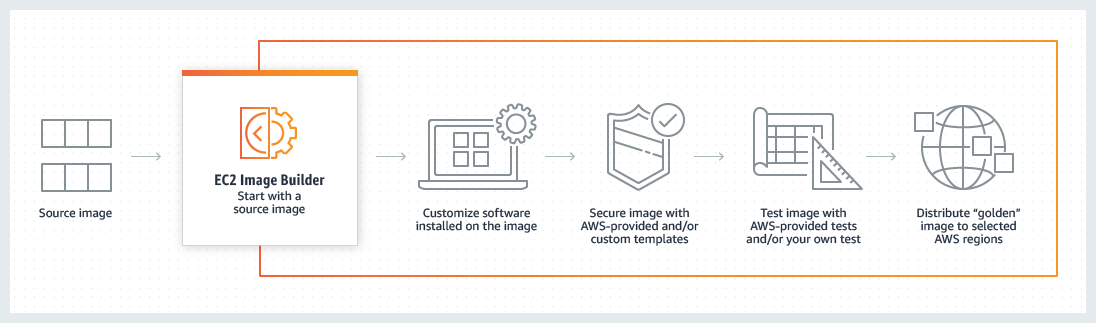 Source image
EC2 Image Builder
Start with a
source image
Customize software
installed on the image
Secure image with
AWS-provided and/or
custom templates
Test image with
AWS-provided tests
and/or your own test
Distribute “golden”
image to selected
AWS regions